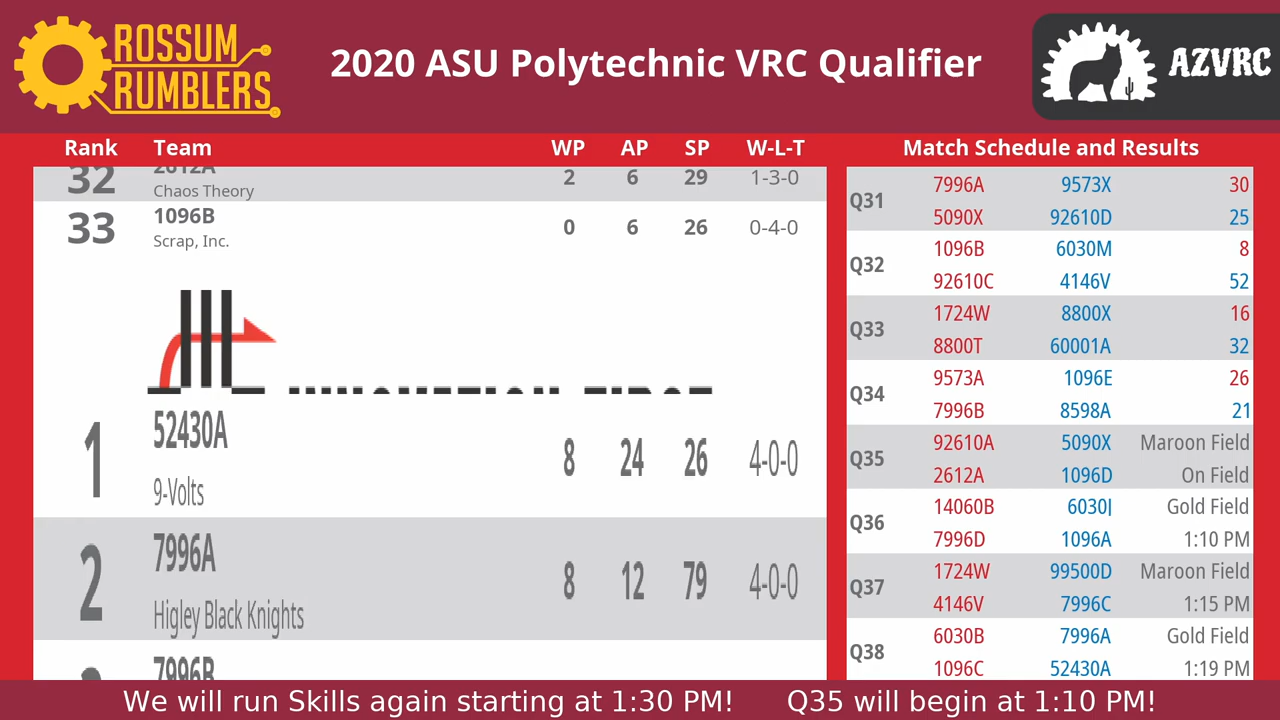 ROSSUM
RUMBLERS
2020 ASU Polytechnic VRC Qualifier
AZVRC
Rank Team WP AP SP W-L-T
32 2612A 2 6 29 1-3-0
Chaos Theory
33 1096B 0 6 26 0-4-0
Scrap, Inc.
1 52430A 8 24 26 4-0-0
9-Volts
2 7996A 8 12 79 4-0-0
Higley Black Knights
7996B
Match Schedule and Results
Q31 7996A 9573X 30
5090X 92610D 25
Q32 1096B 6030M 8
92610C 4146V 52
Q33 1724W 8800X 16
8800T 60001A 32
Q34 9573A 1096E 26
7996B 8598A 21
Q35 92610A 5090X Maroon Field
2612A 1096D On Field
Q36 14060B 6030J Gold Field
7996D 1096A 1:10 PM
Q37 1724W 99500D Maroon Field
4146V 7996C 1:15 PM
Q38 6030B 7996A Gold Field
1096C 52430A 1:19 PM
We will run Skills again starting at 1:30 PM! Q35 will begin at 1:10 PM!